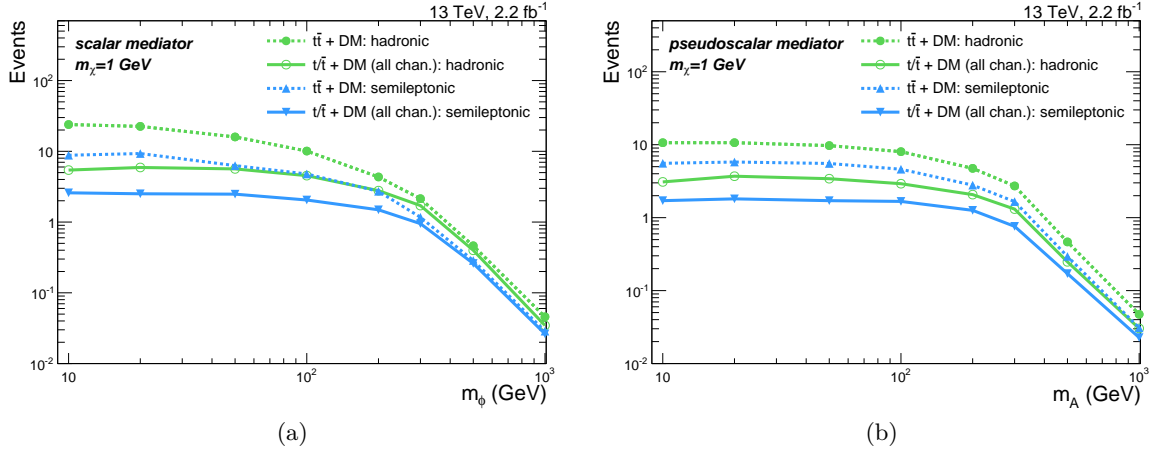 13 TeV, 2.2 fb⁻¹
Events
scalar mediator
mχ=1 GeV
tt̄ + DM: hadronic
t/t̄ + DM (all chan.): hadronic
tt̄ + DM: semileptonic
t/t̄ + DM (all chan.): semileptonic
10²
10
1
10⁻¹
10⁻²
10 10² 10³
m_ϕ (GeV)
(a)
13 TeV, 2.2 fb⁻¹
Events
pseudoscalar mediator
mχ=1 GeV
tt̄ + DM: hadronic
t/t̄ + DM (all chan.): hadronic
tt̄ + DM: semileptonic
t/t̄ + DM (all chan.): semileptonic
10²
10
1
10⁻¹
10⁻²
10 10² 10³
m_A (GeV)
(b)